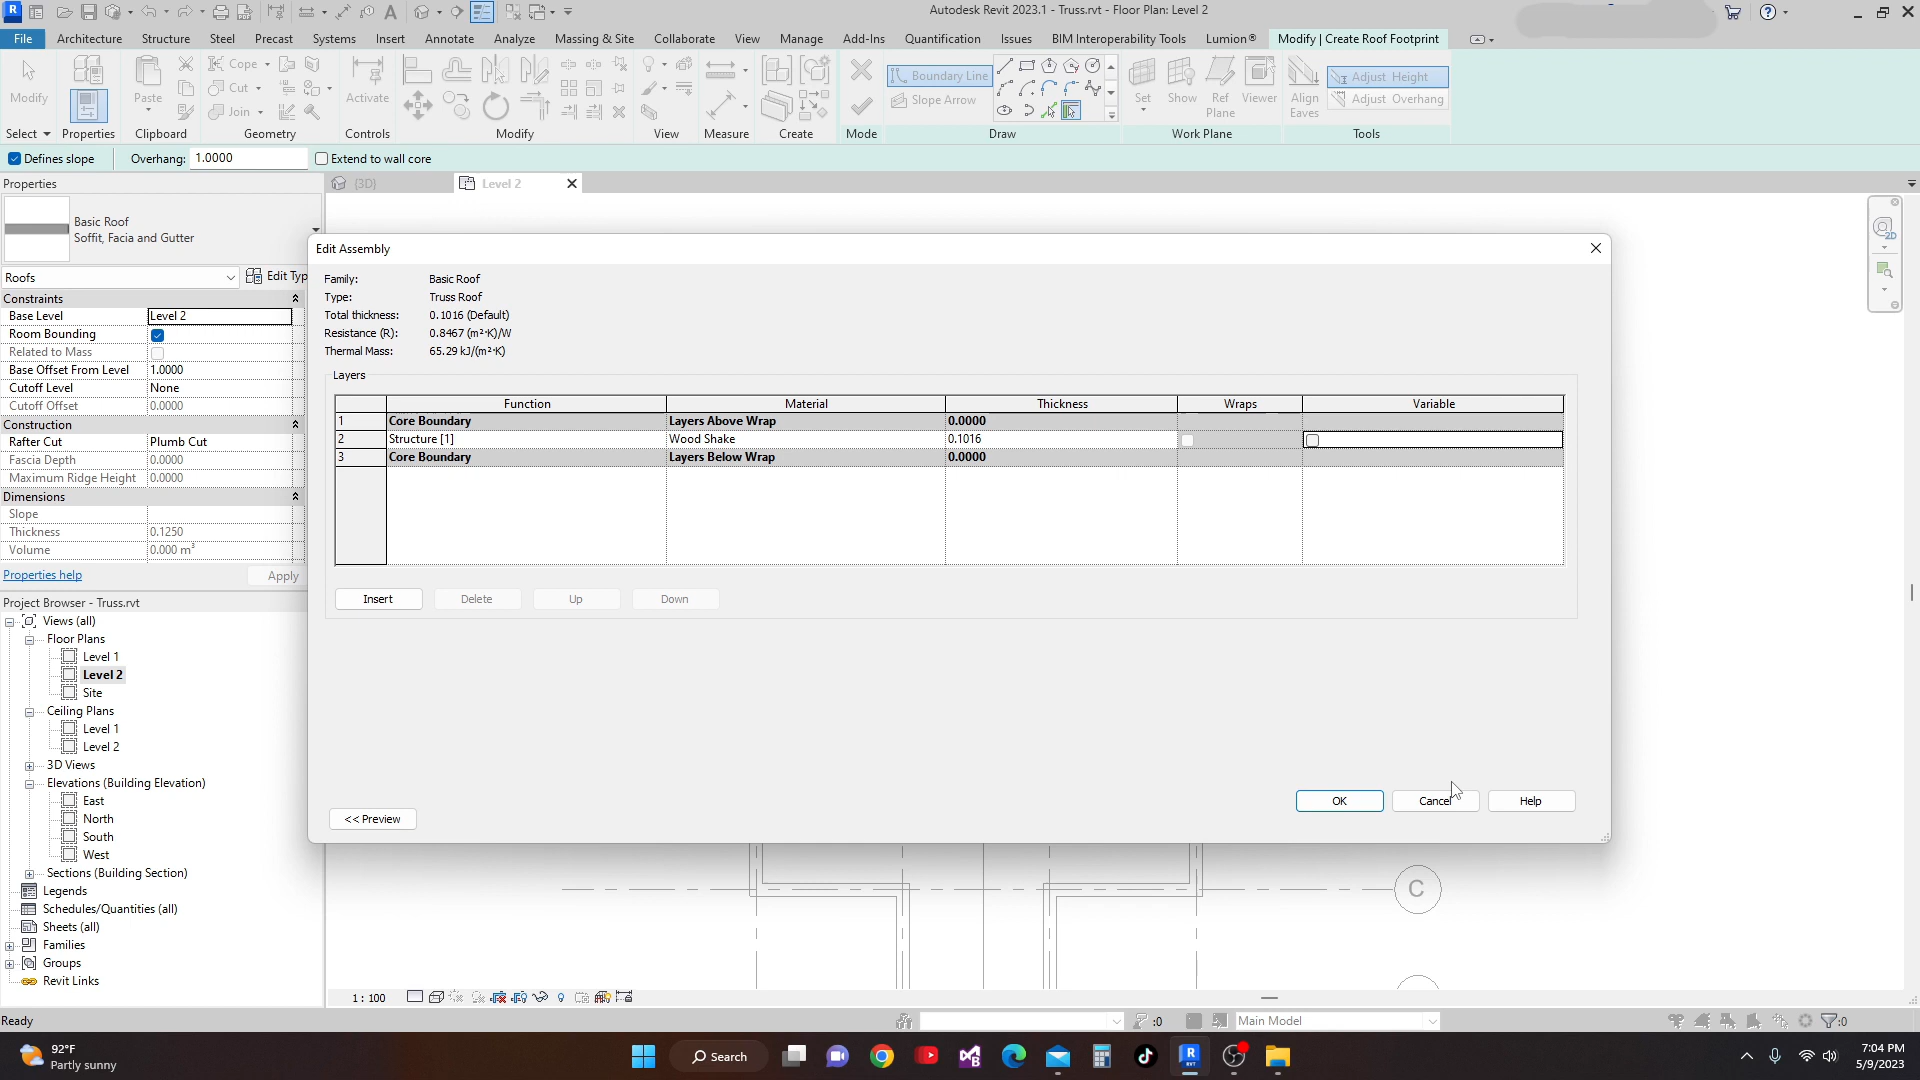 Autodesk Revit 2023.1 - Truss.rvt - Floor Plan: Level 2
File Architecture Structure Steel Precast Systems Insert Annotate Analyze Massing & Site Collaborate View Manage Add-Ins Quantification Issues BIM Interoperability Tools Lumion® Modify | Create Roof Footprint
Cope Boundary Line Adjust Height
Modify Paste Cut Activate Slope Arrow Set Show Ref Plane Viewer Align Eaves Adjust Overhang
Join
Select Properties Clipboard Geometry Controls Modify View Measure Create Mode Draw Work Plane Tools
Defines slope Overhang: 1.0000 Extend to wall core
Properties {3D} Level 2
Basic Roof
Soffit, Facia and Gutter
Roofs Edit Typ
Constraints
Base Level Level 2
Room Bounding
Related to Mass
Base Offset From Level 1.0000
Cutoff Level None
Cutoff Offset 0.0000
Construction
Rafter Cut Plumb Cut
Fascia Depth 0.0000
Maximum Ridge Height 0.0000
Dimensions
Slope
Thickness 0.1250
Volume 0.000 m³
Properties help Apply
Project Browser - Truss.rvt
Views (all)
Floor Plans
Level 1
Level 2
Site
Ceiling Plans
Level 1
Level 2
3D Views
Elevations (Building Elevation)
East
North
South
West
Sections (Building Section)
Legends
Schedules/Quantities (all)
Sheets (all)
Families
Groups
Revit Links
Edit Assembly
Family: Basic Roof
Type: Truss Roof
Total thickness: 0.1016 (Default)
Resistance (R): 0.8467 (m²·K)/W
Thermal Mass: 65.29 kJ/(m²·K)
Layers
Function Material Thickness Wraps Variable
1 Core Boundary Layers Above Wrap 0.0000
2 Structure [1] Wood Shake 0.1016
3 Core Boundary Layers Below Wrap 0.0000
Insert Delete Up Down
OK Cancel Help
<< Preview
C
1 : 100
Ready :0 Main Model :0
92°F
Partly sunny
Search
7:04 PM
5/9/2023